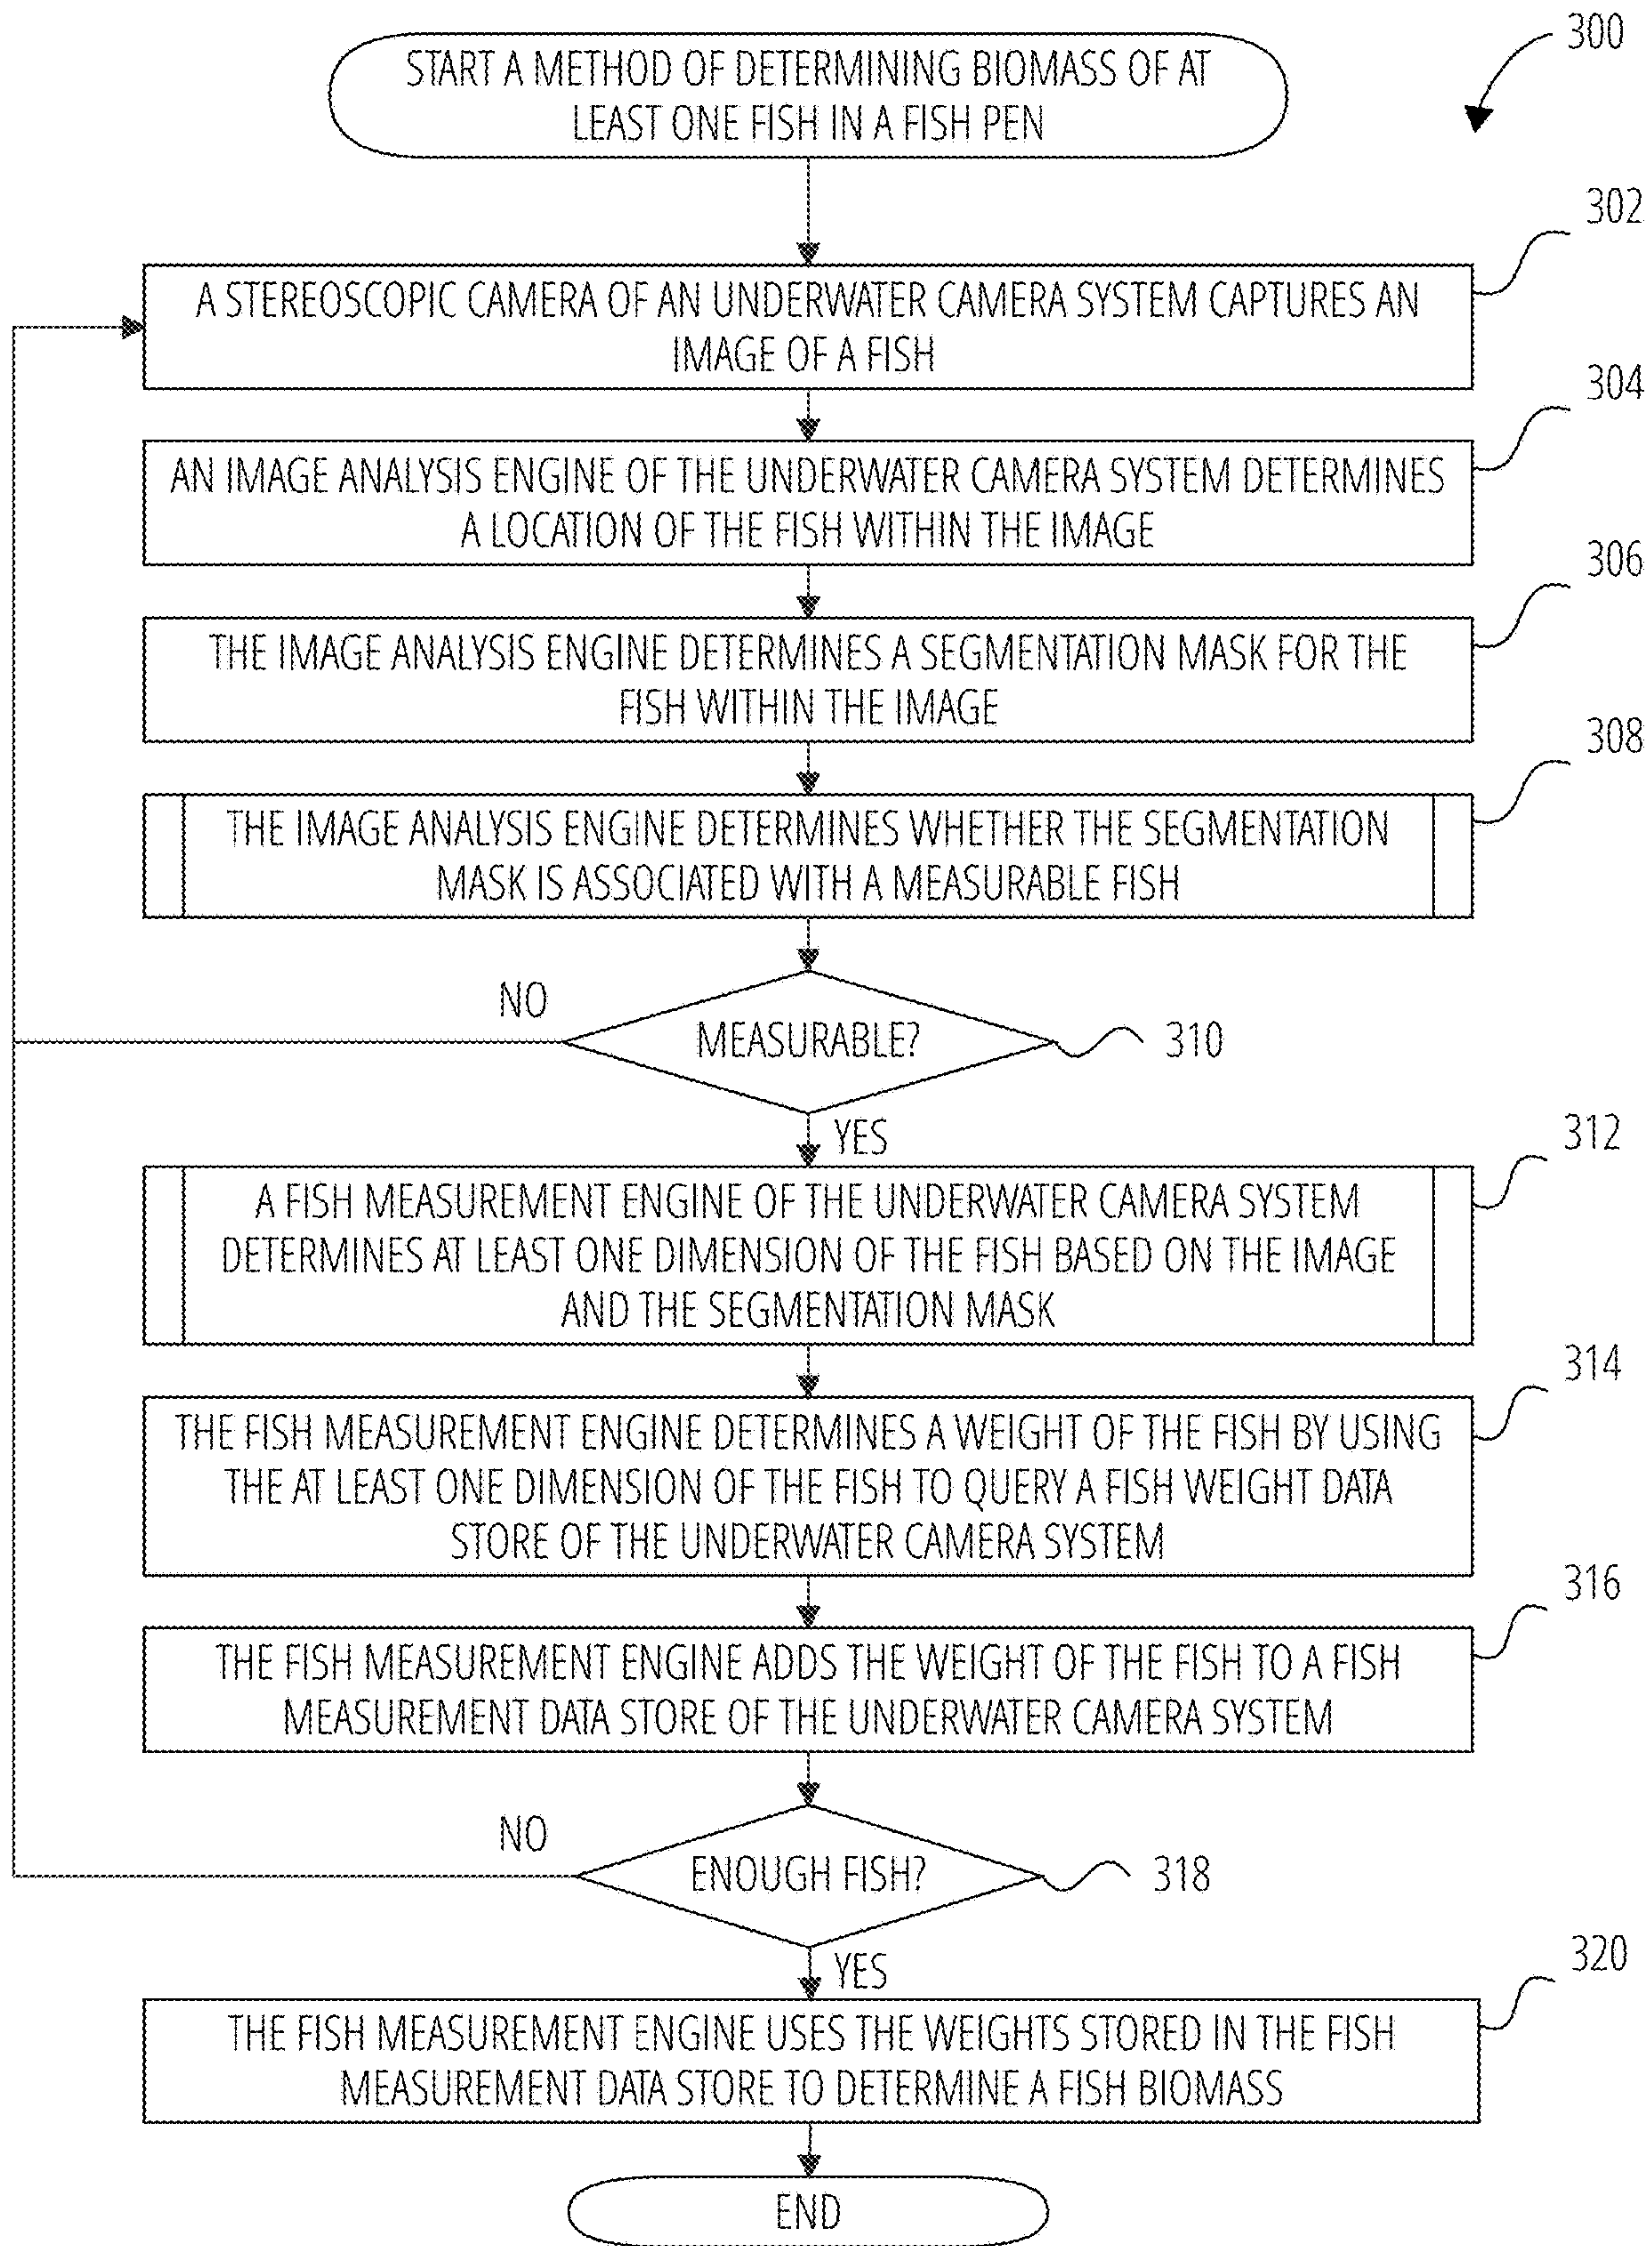 300
START A METHOD OF DETERMINING BIOMASS OF AT
LEAST ONE FISH IN A FISH PEN
302
A STEREOSCOPIC CAMERA OF AN UNDERWATER CAMERA SYSTEM CAPTURES AN
IMAGE OF A FISH
304
AN IMAGE ANALYSIS ENGINE OF THE UNDERWATER CAMERA SYSTEM DETERMINES
A LOCATION OF THE FISH WITHIN THE IMAGE
306
THE IMAGE ANALYSIS ENGINE DETERMINES A SEGMENTATION MASK FOR THE
FISH WITHIN THE IMAGE
308
THE IMAGE ANALYSIS ENGINE DETERMINES WHETHER THE SEGMENTATION
MASK IS ASSOCIATED WITH A MEASURABLE FISH
NO
MEASURABLE?
310
YES
312
A FISH MEASUREMENT ENGINE OF THE UNDERWATER CAMERA SYSTEM
DETERMINES AT LEAST ONE DIMENSION OF THE FISH BASED ON THE IMAGE
AND THE SEGMENTATION MASK
314
THE FISH MEASUREMENT ENGINE DETERMINES A WEIGHT OF THE FISH BY USING
THE AT LEAST ONE DIMENSION OF THE FISH TO QUERY A FISH WEIGHT DATA
STORE OF THE UNDERWATER CAMERA SYSTEM
316
THE FISH MEASUREMENT ENGINE ADDS THE WEIGHT OF THE FISH TO A FISH
MEASUREMENT DATA STORE OF THE UNDERWATER CAMERA SYSTEM
NO
ENOUGH FISH?
318
YES
320
THE FISH MEASUREMENT ENGINE USES THE WEIGHTS STORED IN THE FISH
MEASUREMENT DATA STORE TO DETERMINE A FISH BIOMASS
END